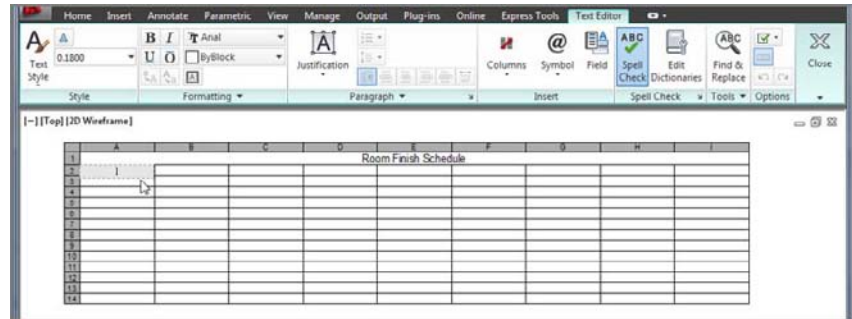 Home Insert Annotate Parametric View Manage Output Plug-ins Online Express Tools Text Editor
A A B I Arial ABC ABC
0.1800 U O ByBlock
Text Style Justification Columns Symbol Field Spell Check Edit Dictionaries Find & Replace Close
Style Formatting Paragraph Insert Spell Check Tools Options
[−][Top][2D Wireframe]
A B C D E F G H I
1 Room Finish Schedule
2
3
4
5
6
7
8
9
10
11
12
13
14